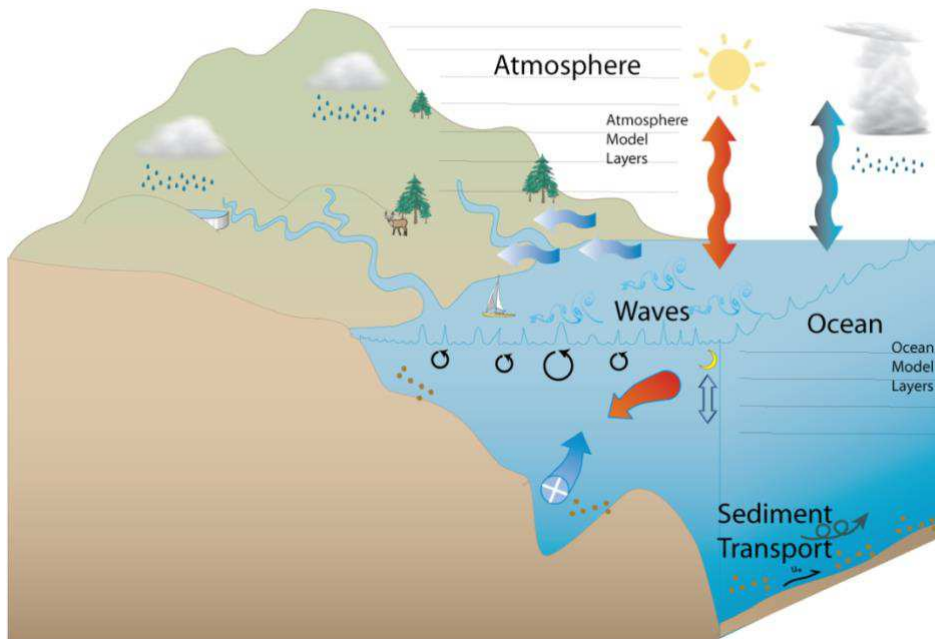 Atmosphere
Atmosphere
Model
Layers
Waves
Ocean
Ocean
Model
Layers
Sediment
Transport